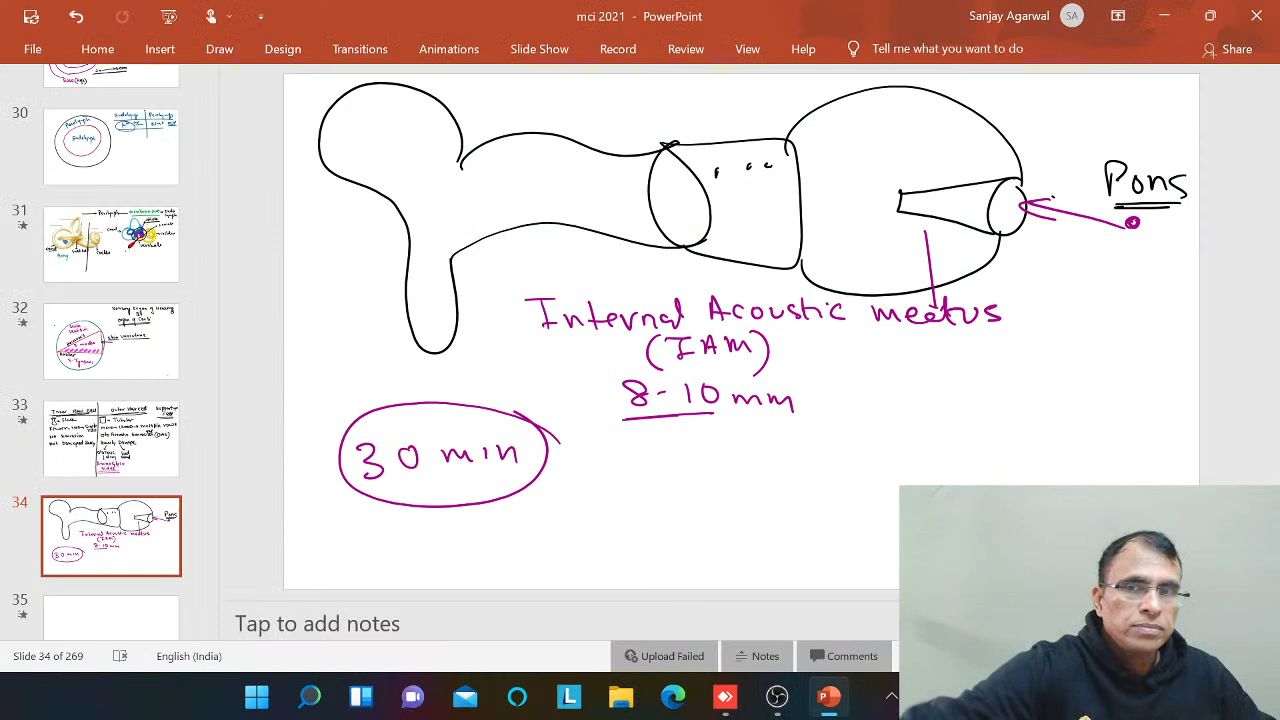 mci 2021 - PowerPoint
Sanjay Agarwal
SA
File Home Insert Draw Design Transitions Animations Slide Show Record Review View Help Tell me what you want to do Share
30
31
32
33
34
35
Pons
Internal Acoustic meatus
(IAM)
8-10 mm
30 min
Tap to add notes
Slide 34 of 269
English (India)
Upload Failed
Notes
Comments